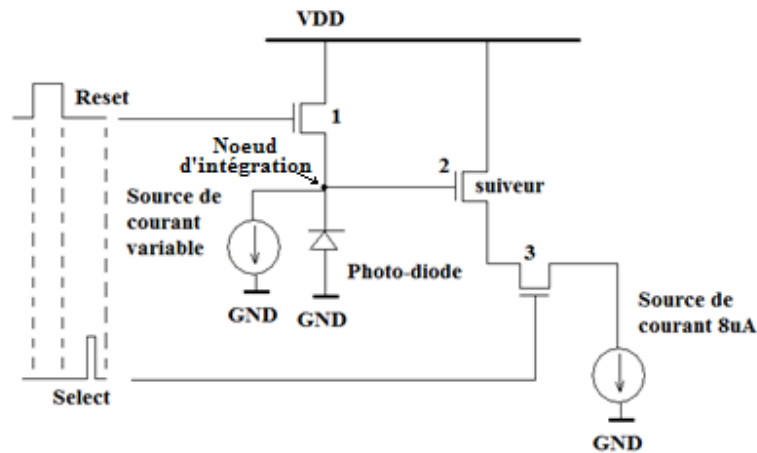 VDD
Reset
1
Noeud
d'intégration
2
suiveur
Source de
courant
variable
3
Photo-diode
GND
GND
Source de
courant 8uA
Select
GND